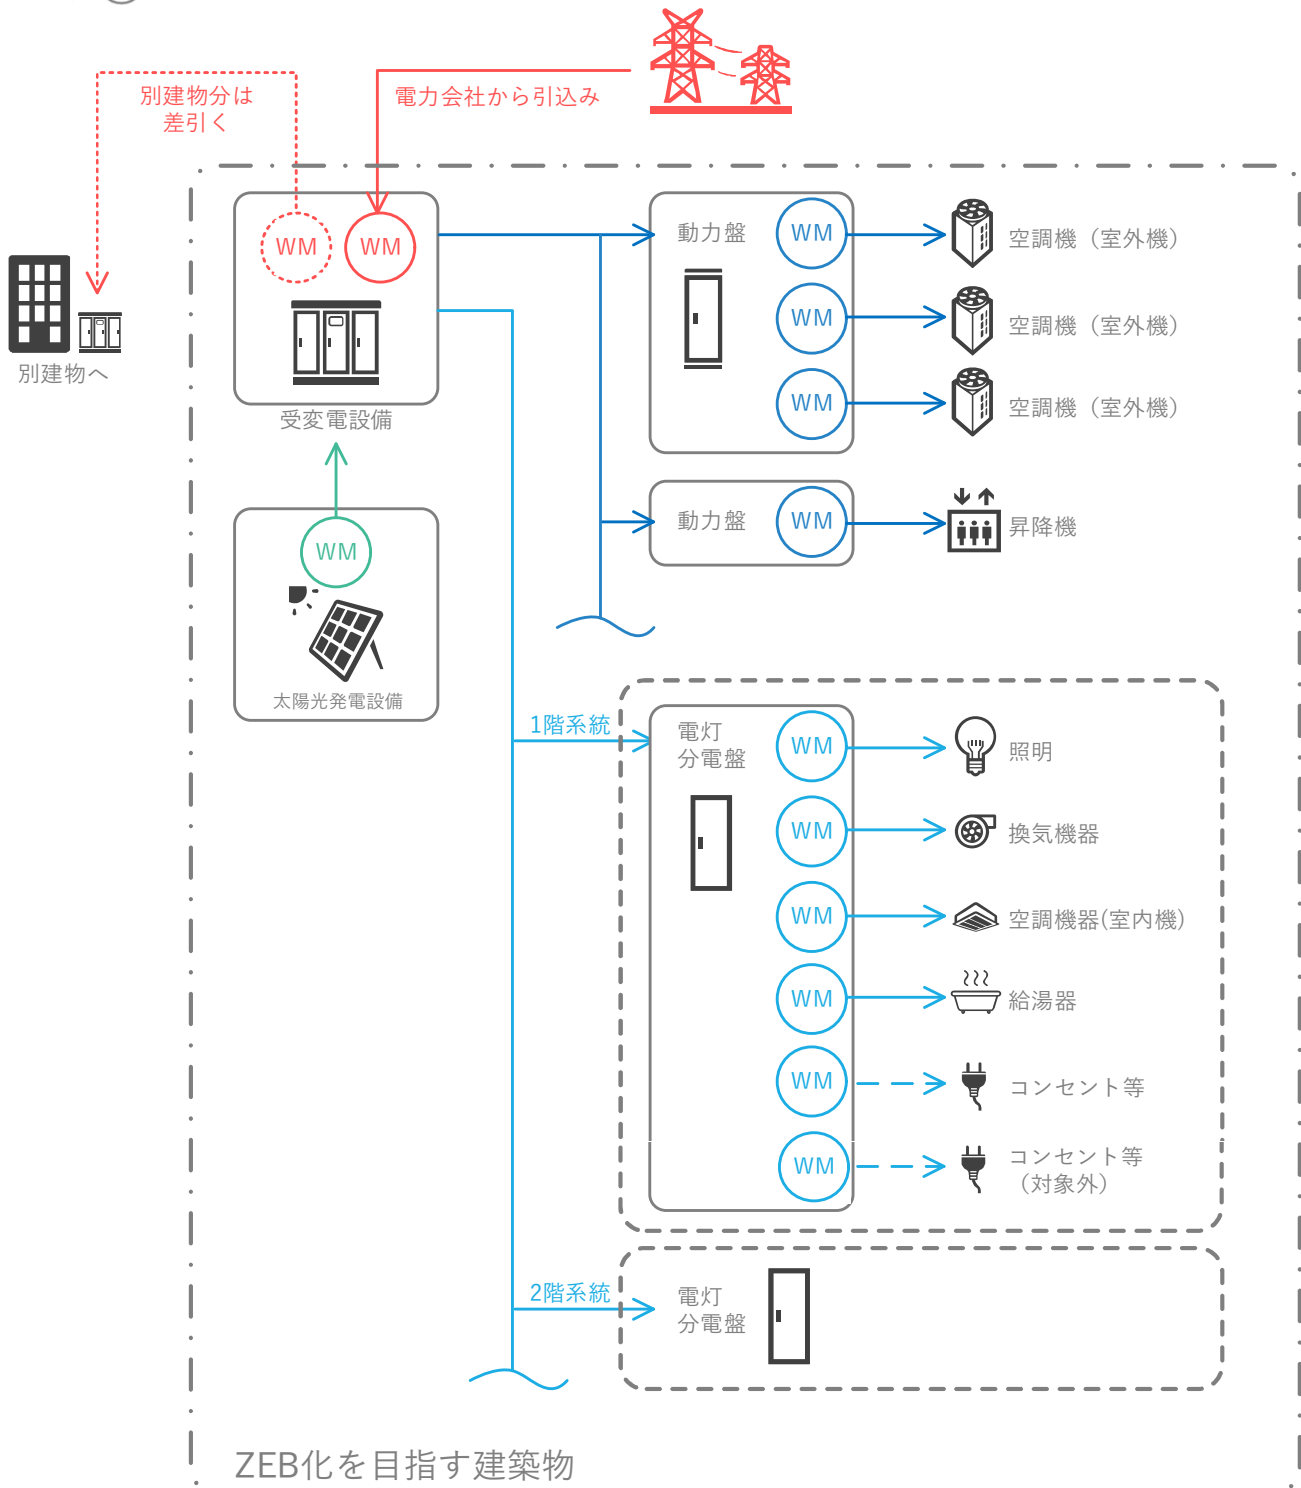 別建物分は
差引く
電力会社から引込み
WM
WM
別建物へ
受変電設備
WM
太陽光発電設備
動力盤
WM
空調機（室外機）
WM
空調機（室外機）
WM
空調機（室外機）
動力盤
WM
昇降機
1階系統
電灯
分電盤
WM
照明
WM
換気機器
WM
空調機器(室内機)
WM
給湯器
WM
コンセント等
WM
コンセント等
（対象外）
2階系統
電灯
分電盤
ZEB化を目指す建築物